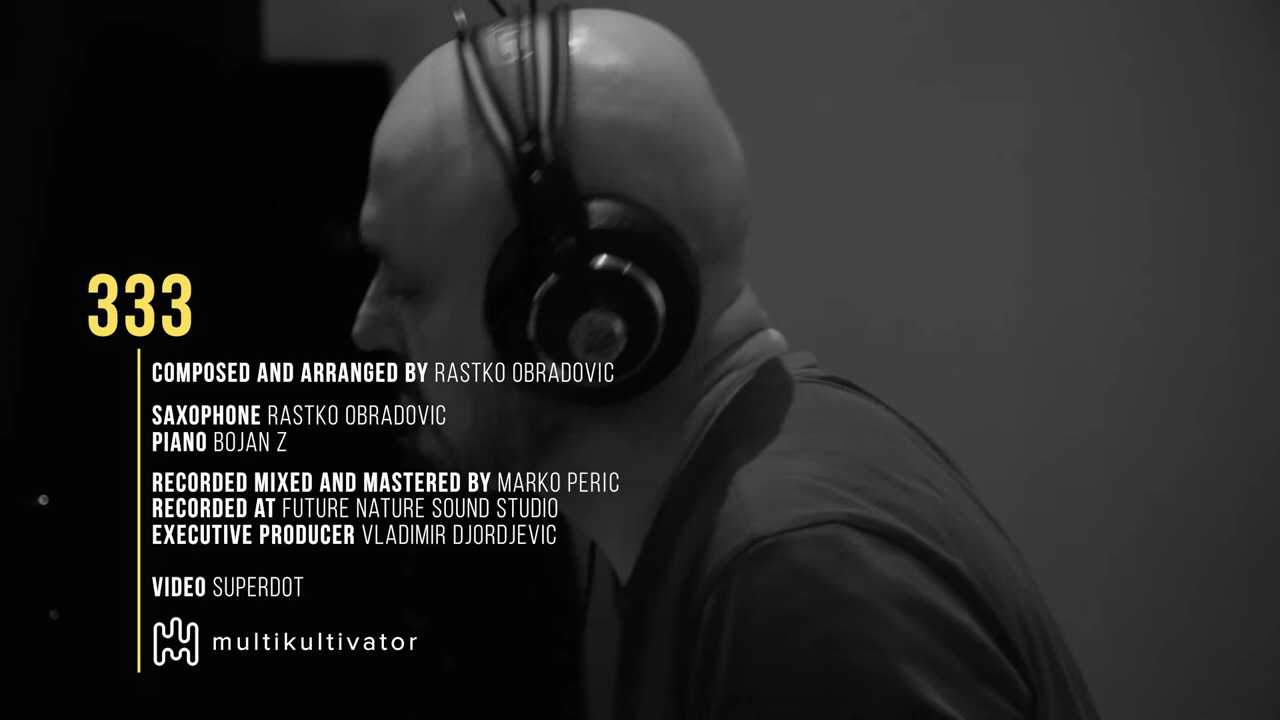 333
COMPOSED AND ARRANGED BY RASTKO OBRADOVIC
SAXOPHONE RASTKO OBRADOVIC
PIANO BOJAN Z
RECORDED MIXED AND MASTERED BY MARKO PERIC
RECORDED AT FUTURE NATURE SOUND STUDIO
EXECUTIVE PRODUCER VLADIMIR DJORDJEVIC
VIDEO SUPERDOT
multikultivator